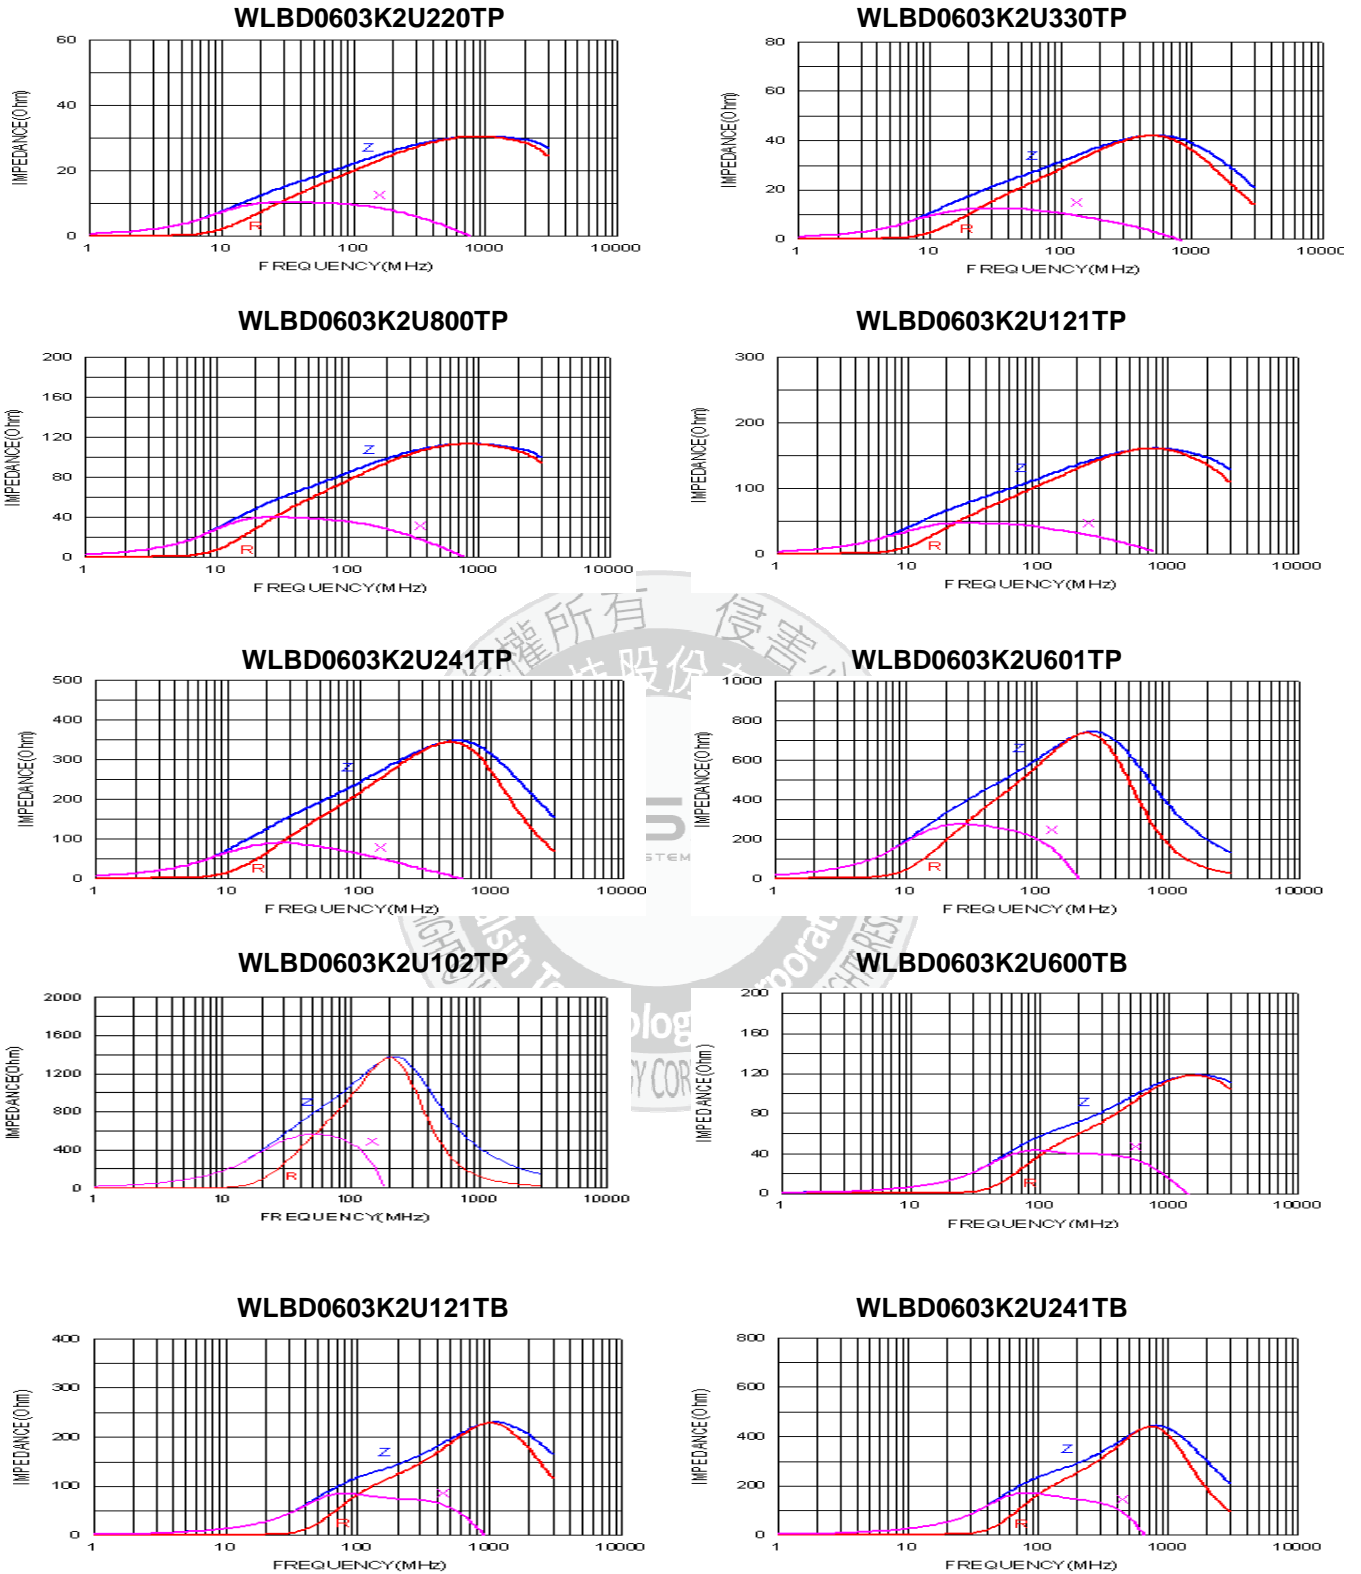 WLBD0603K2U220TP
60
40
20
0
IMPEDANCE(Ohm)
Z
X
R
1 10 100 1000 10000
FREQUENCY(MHz)
WLBD0603K2U330TP
80
60
40
20
0
IMPEDANCE(Ohm)
Z
X
R
1 10 100 1000 10000
FREQUENCY(MHz)
WLBD0603K2U800TP
200
160
120
80
40
0
IMPEDANCE(Ohm)
Z
X
R
1 10 100 1000 10000
FREQUENCY(MHz)
WLBD0603K2U121TP
300
200
100
0
IMPEDANCE(Ohm)
Z
X
R
1 10 100 1000 10000
FREQUENCY(MHz)
權所有 侵害
股份
WLBD0603K2U241TP
500
400
300
200
100
0
IMPEDANCE(Ohm)
Z
X
R
1 10 100 1000 10000
FREQUENCY(MHz)
WLBD0603K2U601TP
1000
800
600
400
200
0
IMPEDANCE(Ohm)
Z
X
R
1 10 100 1000 10000
FREQUENCY(MHz)
WLBD0603K2U102TP
2000
1600
1200
800
400
0
IMPEDANCE(Ohm)
Z
X
R
1 10 100 1000 10000
FREQUENCY(MHz)
WLBD0603K2U600TB
200
160
120
80
40
0
IMPEDANCE(Ohm)
Z
X
R
1 10 100 1000 10000
FREQUENCY(MHz)
WLBD0603K2U121TB
400
300
200
100
0
IMPEDANCE(Ohm)
Z
X
R
1 10 100 1000 10000
FREQUENCY(MHz)
WLBD0603K2U241TB
800
600
400
200
0
IMPEDANCE(Ohm)
Z
X
R
1 10 100 1000 10000
FREQUENCY(MHz)